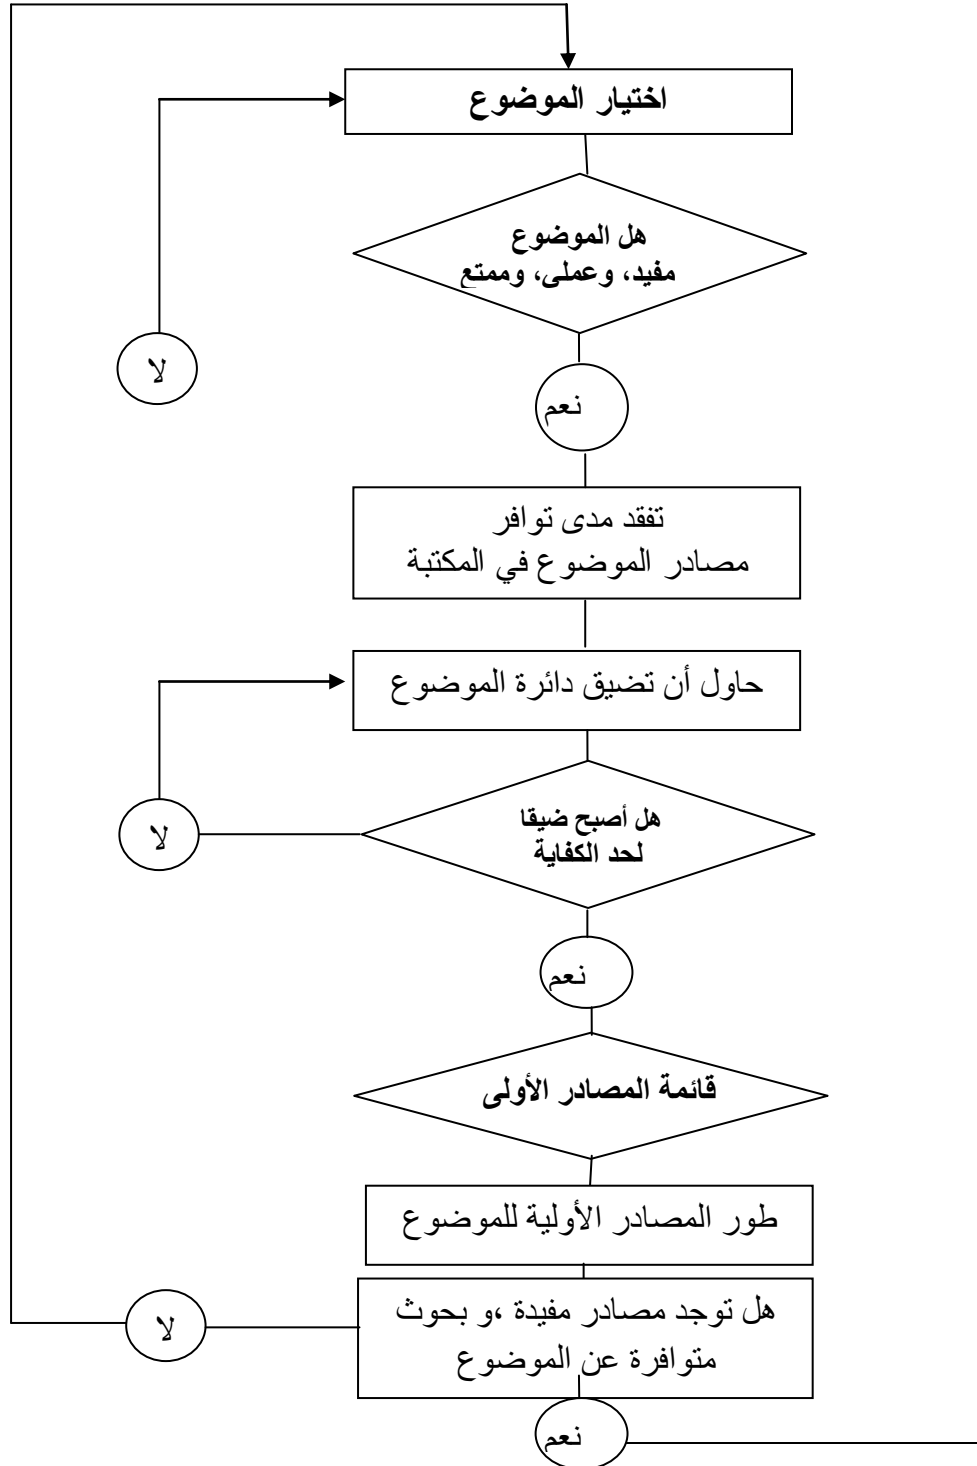 اختيار الموضوع
هل الموضوع
مفيد، وعملى، وممتع
لا
نعم
تفقد مدى توافر
مصادر الموضوع في المكتبة
حاول أن تضيق دائرة الموضوع
هل أصبح ضيقا
لحد الكفاية
لا
نعم
قائمة المصادر الأولى
طور المصادر الأولية للموضوع
هل توجد مصادر مفيدة ،و بحوث
متوافرة عن الموضوع
لا
نعم